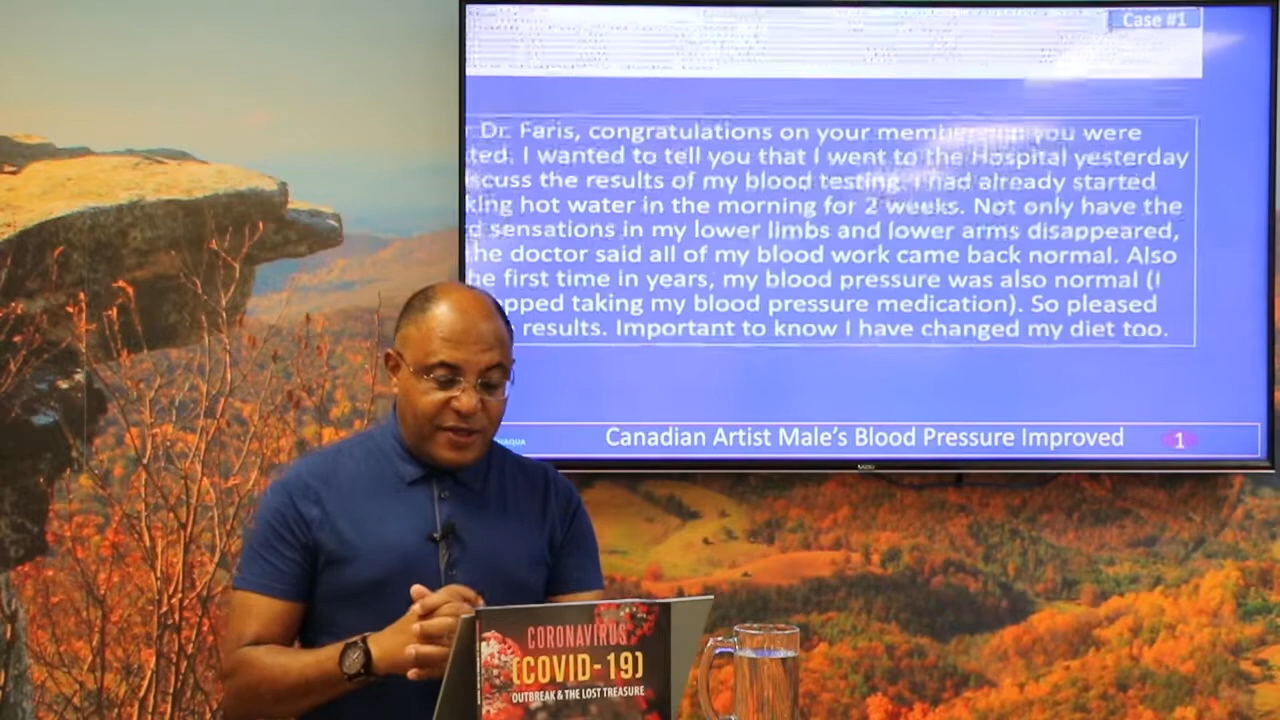 Case #1
Dr. Faris, congratulations on your you were
ted. I wanted to tell you that I went to the Hospital yesterday
scuss the results of my blood testing. I had already started
king hot water in the morning for 2 weeks. Not only have the
d sensations in my lower limbs and lower arms disappeared,
he doctor said all of my blood work came back normal. Also
he first time in years, my blood pressure was also normal (I
opped taking my blood pressure medication). So pleased
results. Important to know I have changed my diet too.
AQUA
Canadian Artist Male's Blood Pressure Improved 1
VIZIO
CORONAVIRUS
(COVID-19)
OUTBREAK & THE LOST TREASURE